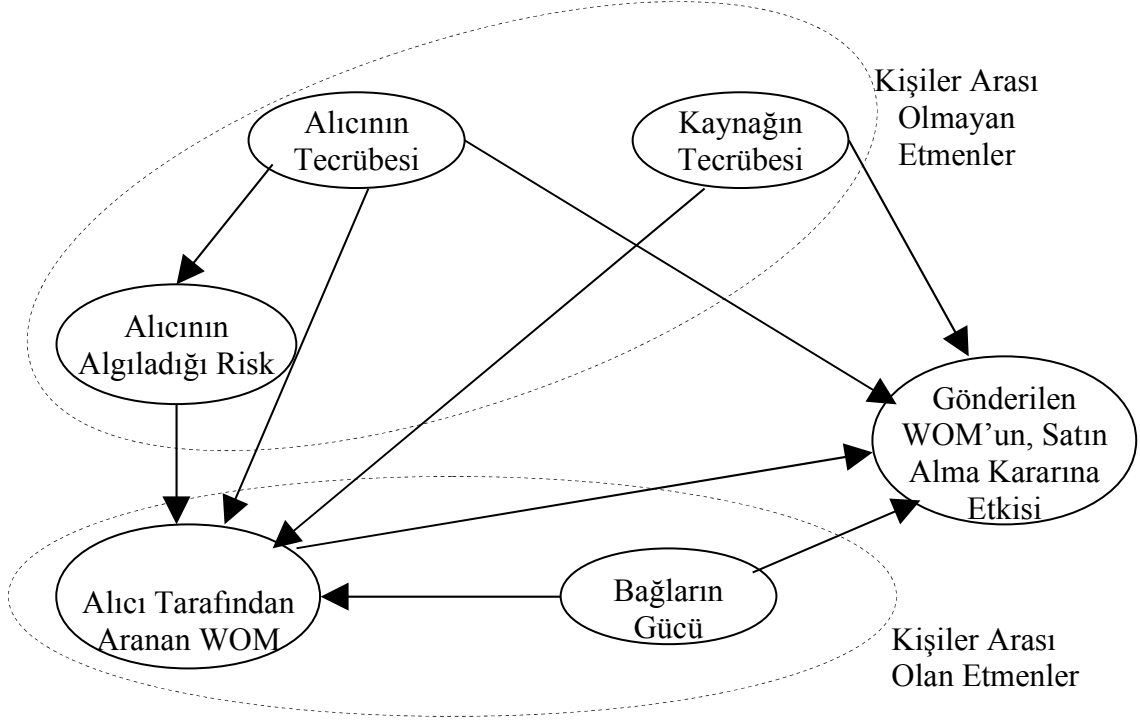 Kişiler Arası
Olmayan
Etmenler
Alıcının
Tecrübesi
Kaynağın
Tecrübesi
Alıcının
Algıladığı Risk
Gönderilen
WOM’un, Satın
Alma Kararına
Etkisi
Alıcı Tarafından
Aranan WOM
Bağların
Gücü
Kişiler Arası
Olan Etmenler